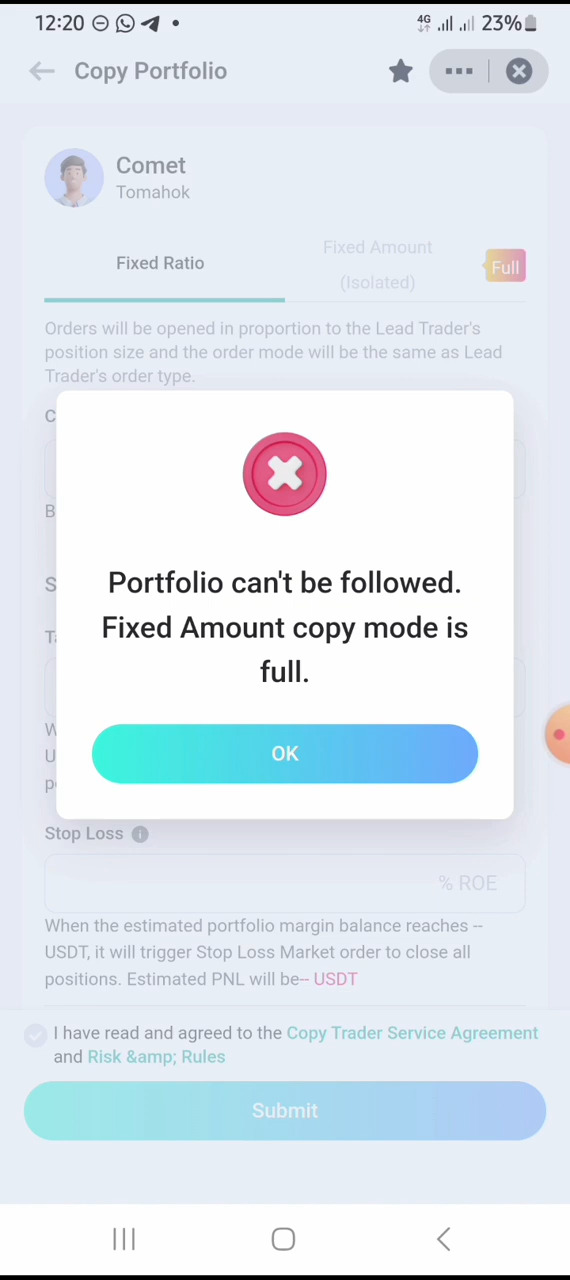 12:20
4G
23%
Copy Portfolio
Comet
Tomahok
Fixed Ratio
Fixed Amount
(Isolated)
Full
Orders will be opened in proportion to the Lead Trader's
position size and the order mode will be the same as Lead
Trader's order type.
C
B
S
Ta
W
U
p
Portfolio can't be followed.
Fixed Amount copy mode is
full.
OK
Stop Loss
% ROE
When the estimated portfolio margin balance reaches --
USDT, it will trigger Stop Loss Market order to close all
positions. Estimated PNL will be-- USDT
I have read and agreed to the Copy Trader Service Agreement
and Risk &amp; Rules
Submit